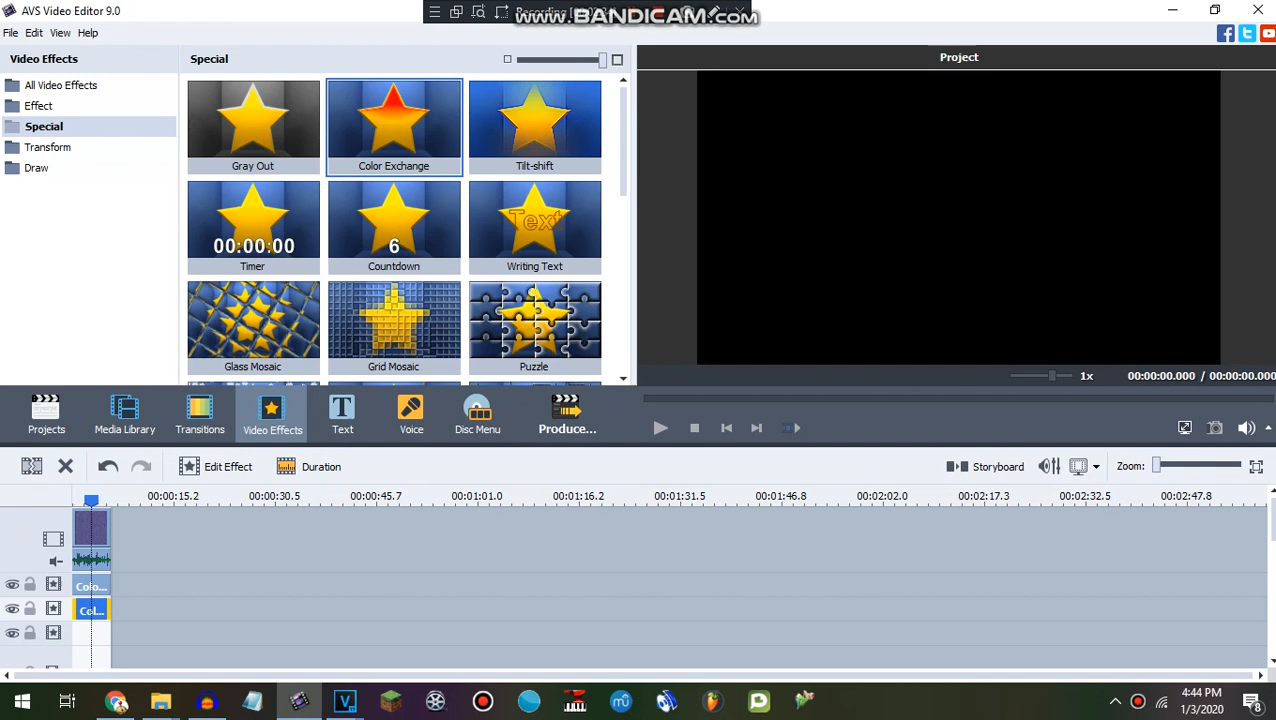 AVS Video Editor 9.0
www.BANDICAM.com
File Edit View Help
Video Effects
Special
Project
All Video Effects
Effect
Special
Transform
Draw
Gray Out
Color Exchange
Tilt-shift
00:00:00
6
Text
Timer
Countdown
Writing Text
Glass Mosaic
Grid Mosaic
Puzzle
1x
00:00:00.000 / 00:00:00.000
Projects
Media Library
Transitions
Video Effects
Text
Voice
Disc Menu
Produce...
Edit Effect
Duration
Storyboard
Zoom:
00:00:15.2 00:00:30.5 00:00:45.7 00:01:01.0 00:01:16.2 00:01:31.5 00:01:46.8 00:02:02.0 00:02:17.3 00:02:32.5 00:02:47.8
Colo...
Col...
4:44 PM
1/3/2020
8